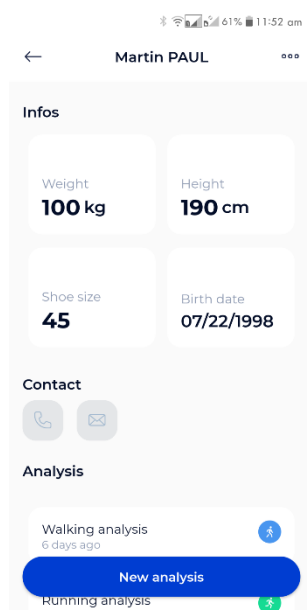 61% 11:52 am
Martin PAUL
Infos
Weight
100 kg
Height
190 cm
Shoe size
45
Birth date
07/22/1998
Contact
Analysis
Walking analysis
6 days ago
New analysis
Running analysis